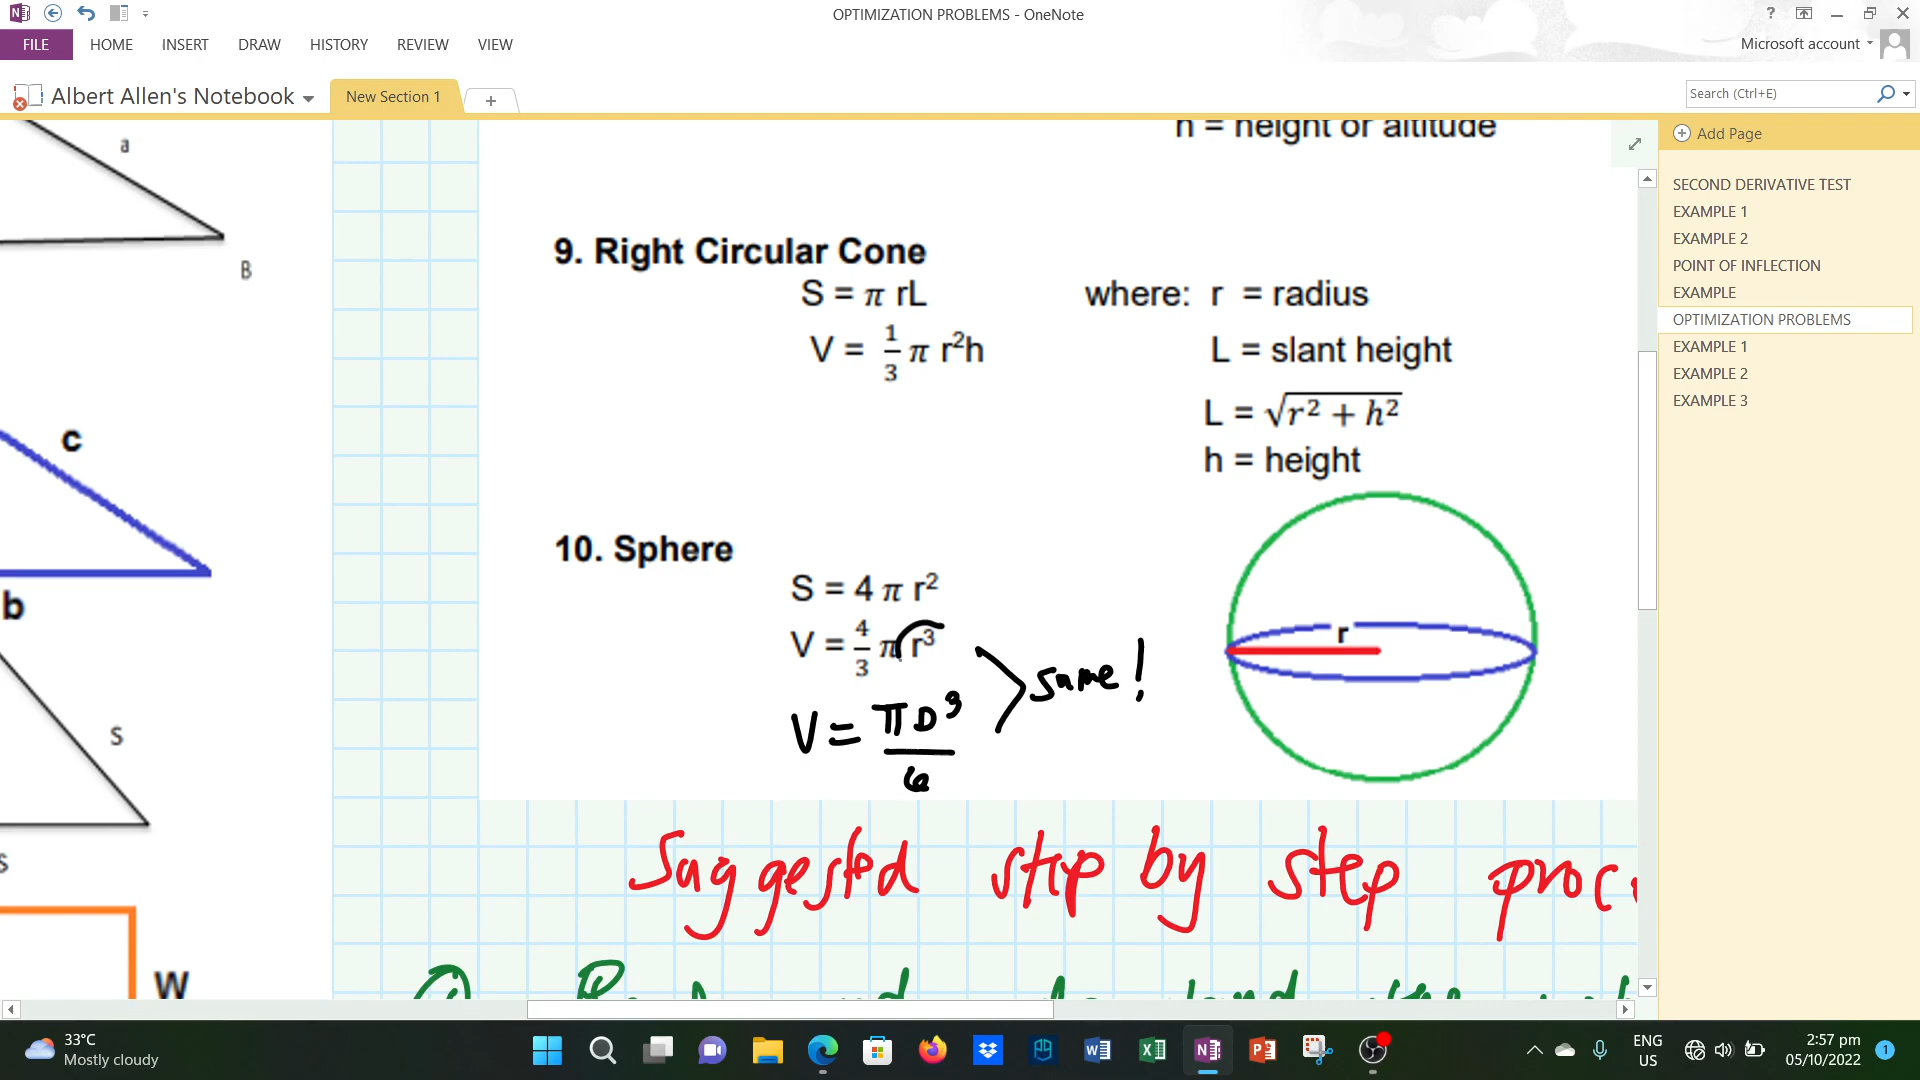 OPTIMIZATION PROBLEMS - OneNote
?
FILE HOME INSERT DRAW HISTORY REVIEW VIEW
Microsoft account
Albert Allen's Notebook
New Section 1
+
Search (Ctrl+E)
Add Page
SECOND DERIVATIVE TEST
EXAMPLE 1
EXAMPLE 2
POINT OF INFLECTION
EXAMPLE
OPTIMIZATION PROBLEMS
EXAMPLE 1
EXAMPLE 2
EXAMPLE 3
a
B
c
b
S
S
W
h = height or altitude
9. Right Circular Cone
S = π rL
where: r = radius
V = 1/3 π r²h
L = slant height
L = √(r² + h²)
h = height
10. Sphere
S = 4 π r²
V = 4/3 π r³
V = πD³/6
same!
r
Suggested step by step
33°C
Mostly cloudy
ENG
US
2:57 pm
05/10/2022
1